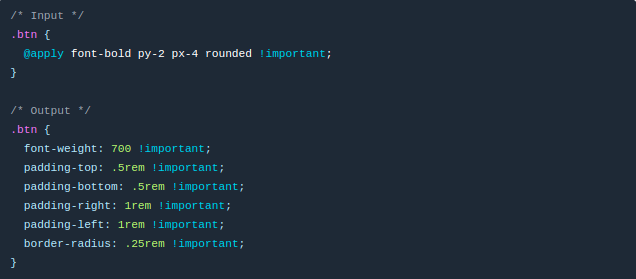 /* Input */
.btn {
  @apply font-bold py-2 px-4 rounded !important;
}

/* Output */
.btn {
  font-weight: 700 !important;
  padding-top: .5rem !important;
  padding-bottom: .5rem !important;
  padding-right: 1rem !important;
  padding-left: 1rem !important;
  border-radius: .25rem !important;
}